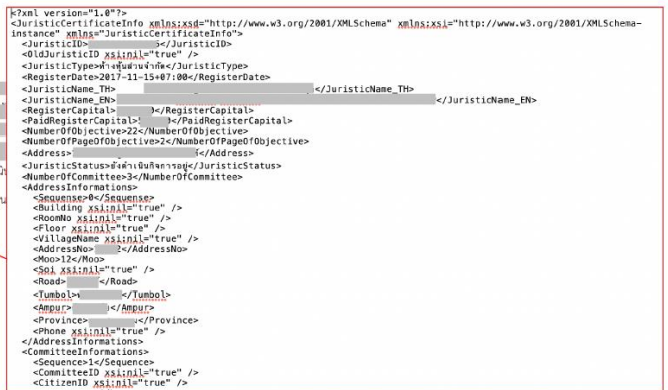 <?xml version="1.0"?>
<JuristicCertificateInfo xmlns:xsd="http://www.w3.org/2001/XMLSchema" xmlns:xsi="http://www.w3.org/2001/XMLSchema-
instance" xmlns="JuristicCertificateInfo">
<JuristicID> 5</JuristicID>
<OldJuristicID xsi:nil="true" />
<JuristicType>ห้างหุ้นส่วนจำกัด</JuristicType>
<RegisterDate>2017-11-15+07:00</RegisterDate>
<JuristicName_TH> </JuristicName_TH>
<JuristicName_EN> </JuristicName_EN>
<RegisterCapital> </RegisterCapital>
<PaidRegisterCapital> </PaidRegisterCapital>
<NumberOfObjective>22</NumberOfObjective>
<NumberOfPageOfObjective>2</NumberOfPageOfObjective>
<Address> </Address>
<JuristicStatus>ยังดำเนินกิจการอยู่</JuristicStatus>
<NumberOfCommittee>3</NumberOfCommittee>
<AddressInformations>
<Sequense>0</Sequense>
<Building xsi:nil="true" />
<RoomNo xsi:nil="true" />
<Floor xsi:nil="true" />
<VillageName xsi:nil="true" />
<AddressNo> 2</AddressNo>
<Moo>12</Moo>
<Soi xsi:nil="true" />
<Road> </Road>
<Tumbol> </Tumbol>
<Ampur> </Ampur>
<Province> </Province>
<Phone xsi:nil="true" />
</AddressInformations>
<CommitteeInformations>
<Sequence>1</Sequence>
<CommitteeID xsi:nil="true" />
<CitizenID xsi:nil="true" />